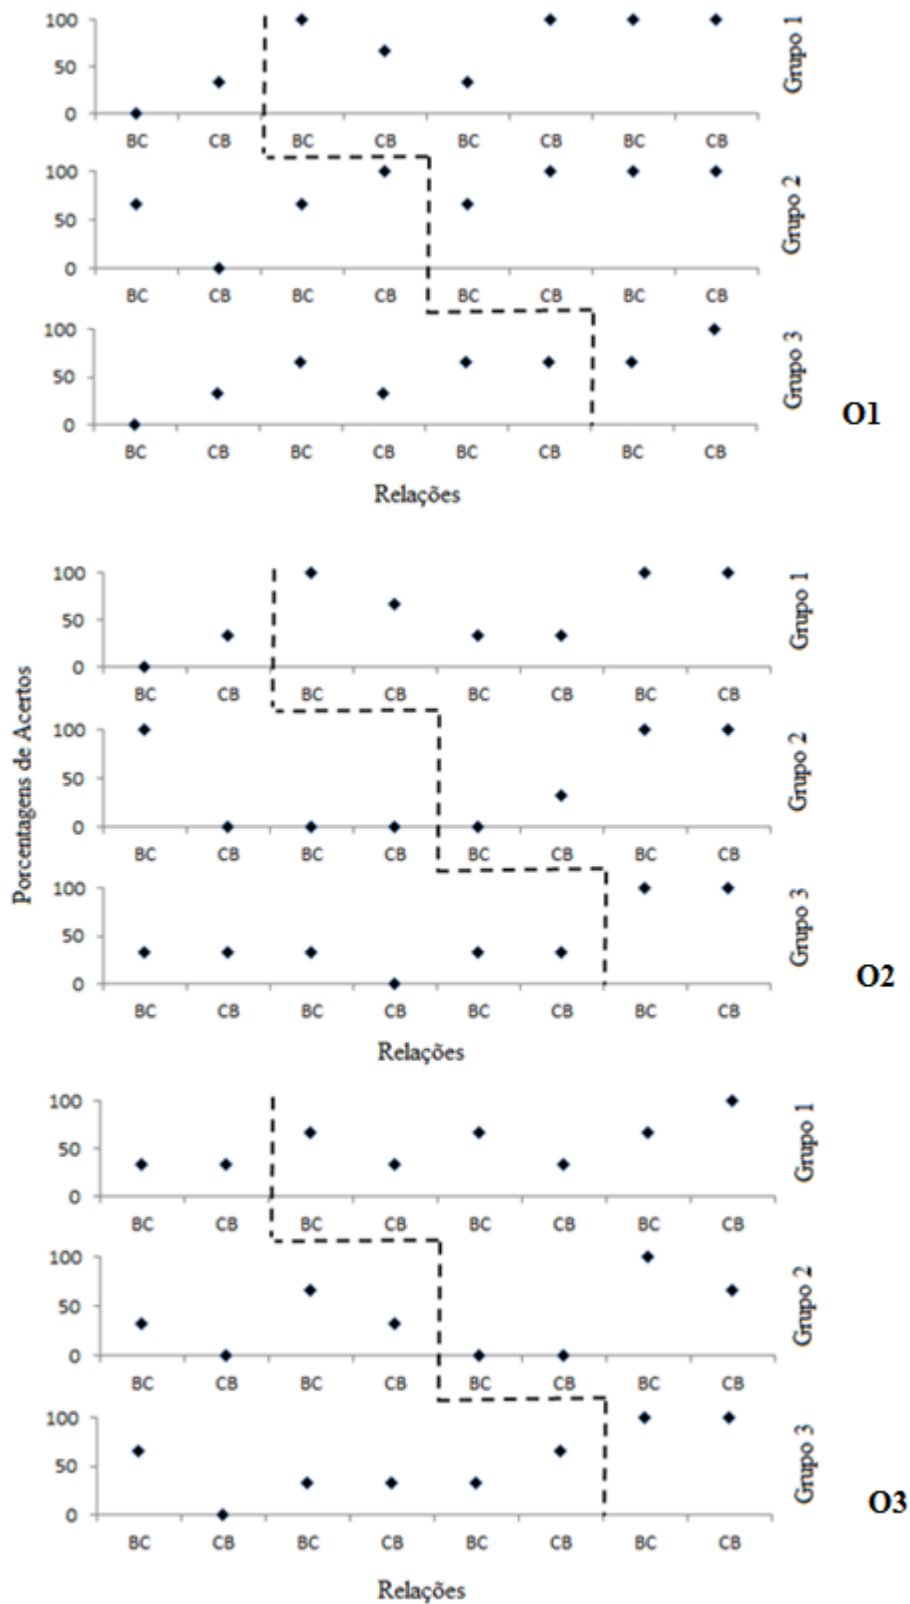 100
50
0
BC CB BC CB BC CB BC CB
Grupo 1
100
50
0
BC CB BC CB BC CB BC CB
Grupo 2
100
50
0
BC CB BC CB BC CB BC CB
Grupo 3
O1
Relações
Porcentagens de Acertos
100
50
0
BC CB BC CB BC CB BC CB
Grupo 1
100
50
0
BC CB BC CB BC CB BC CB
Grupo 2
100
50
0
BC CB BC CB BC CB BC CB
Grupo 3
O2
Relações
100
50
0
BC CB BC CB BC CB BC CB
Grupo 1
100
50
0
BC CB BC CB BC CB BC CB
Grupo 2
100
50
0
BC CB BC CB BC CB BC CB
Grupo 3
O3
Relações